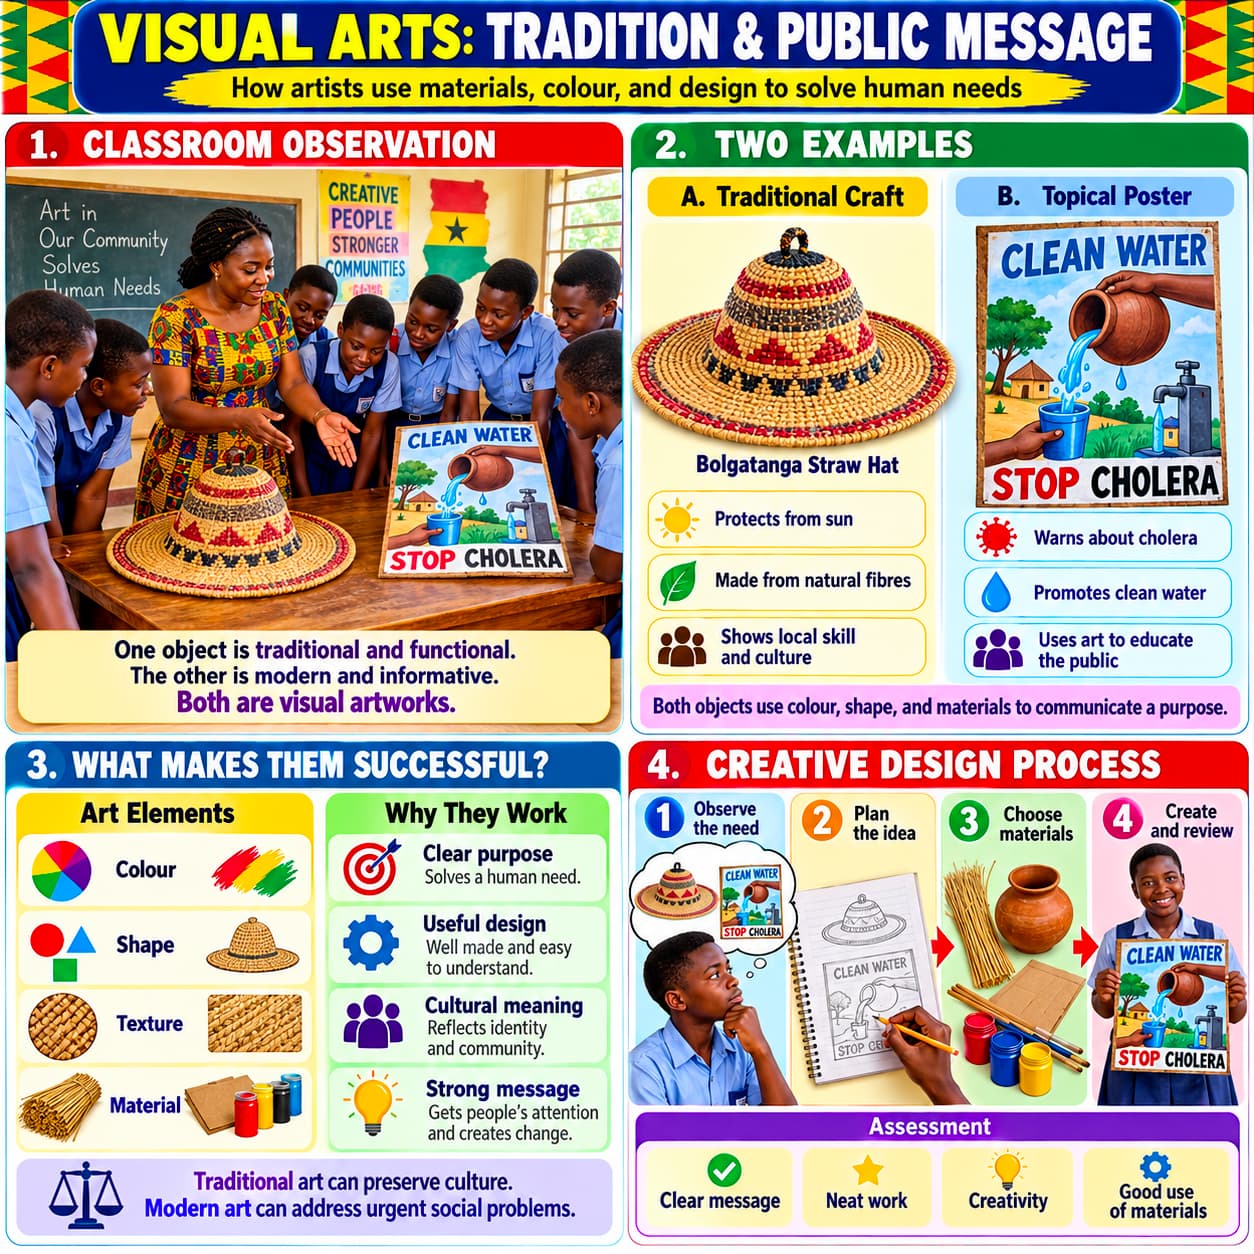 VISUAL ARTS: TRADITION & PUBLIC MESSAGE
How artists use materials, colour, and design to solve human needs
1. CLASSROOM OBSERVATION
Art in
Our Community
Solves
Human Needs
CREATIVE
PEOPLE
STRONGER
COMMUNITIES
CLEAN WATER
STOP CHOLERA
One object is traditional and functional.
The other is modern and informative.
Both are visual artworks.
2. TWO EXAMPLES
A. Traditional Craft
Bolgatanga Straw Hat
Protects from sun
Made from natural fibres
Shows local skill
and culture
B. Topical Poster
CLEAN WATER
STOP CHOLERA
Warns about cholera
Promotes clean water
Uses art to educate
the public
Both objects use colour, shape, and materials to communicate a purpose.
3. WHAT MAKES THEM SUCCESSFUL?
Art Elements
Colour
Shape
Texture
Material
Why They Work
Clear purpose
Solves a human need.
Useful design
Well made and easy
to understand.
Cultural meaning
Reflects identity
and community.
Strong message
Gets people's attention
and creates change.
Traditional art can preserve culture.
Modern art can address urgent social problems.
4. CREATIVE DESIGN PROCESS
1 Observe
the need
CLEAN WATER
STOP CHOLERA
2 Plan
the idea
CLEAN WATER
STOP
3 Choose
materials
4 Create
and review
CLEAN WATER
STOP CHOLERA
Assessment
Clear message
Neat work
Creativity
Good use
of materials